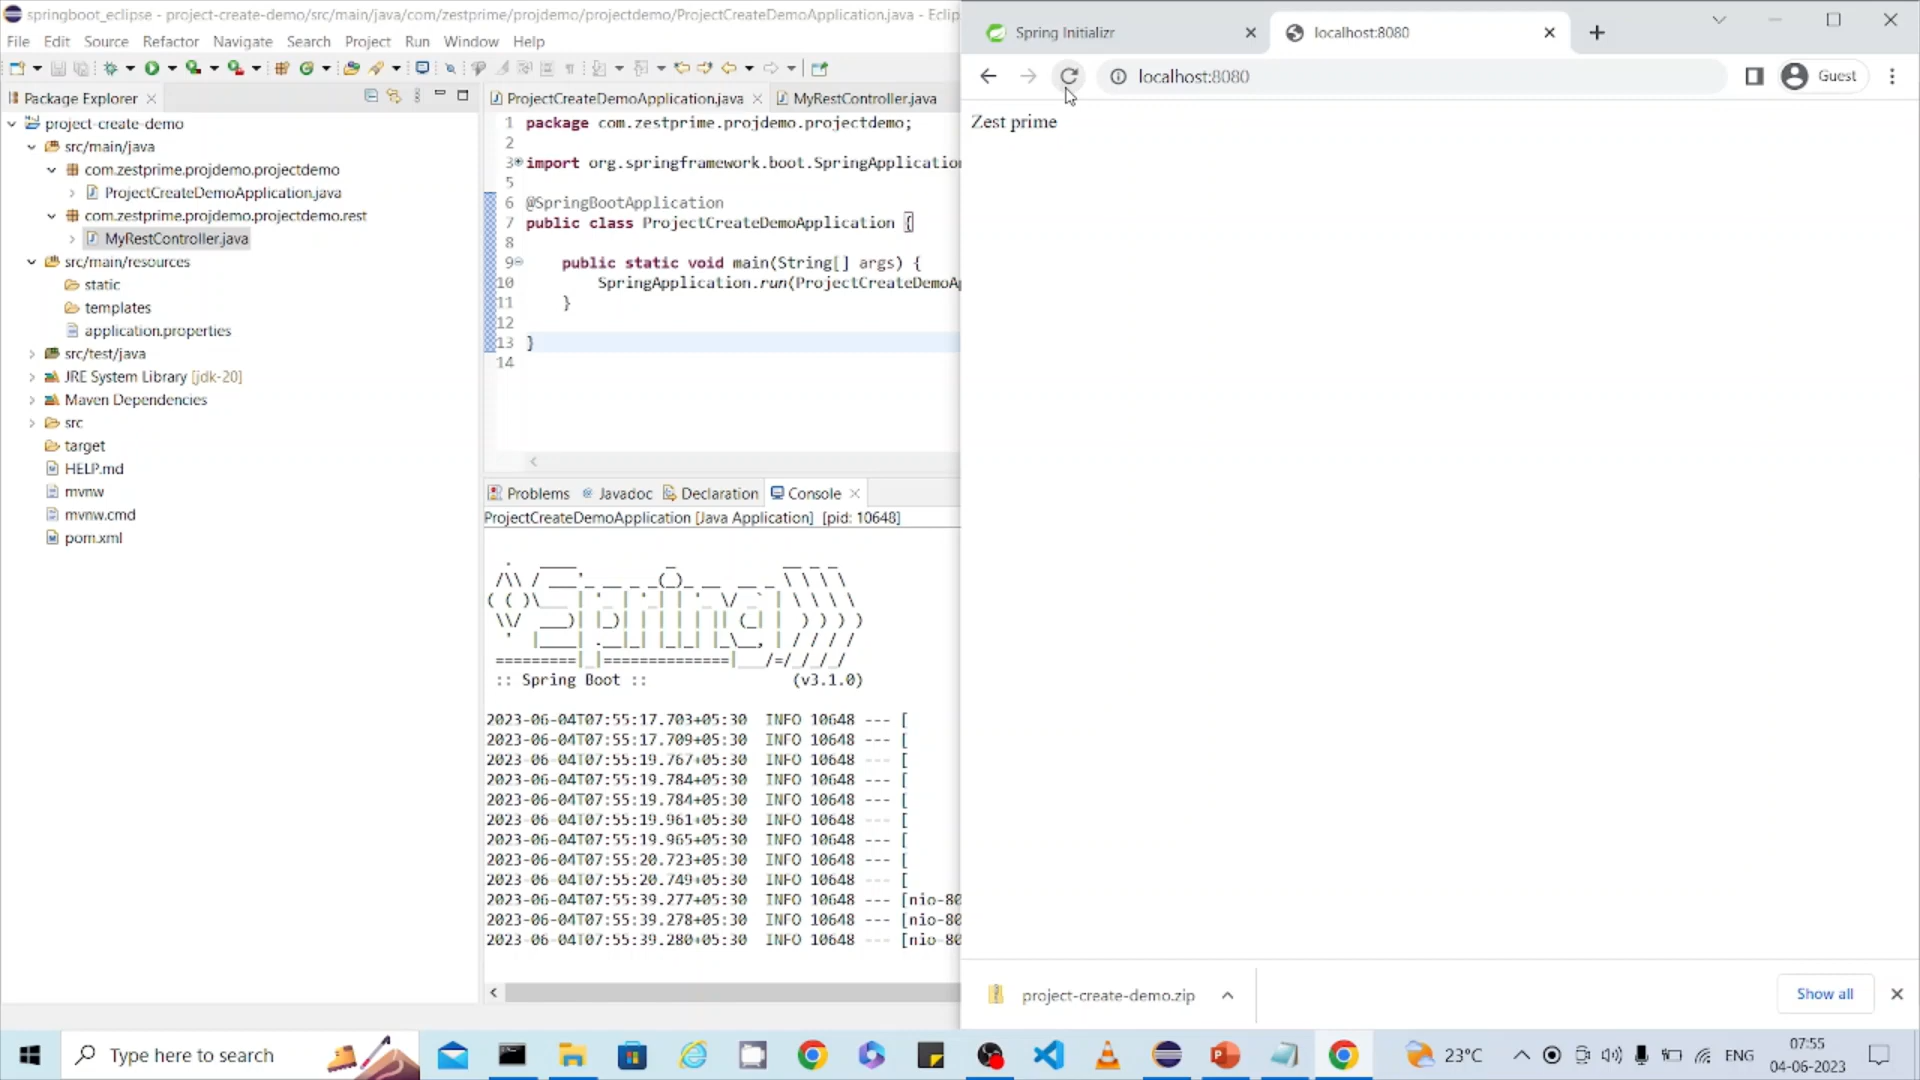 springboot_eclipse - project-create-demo/src/main/java/com/zestprime/projdemo/projectdemo/ProjectCreateDemoApplication.java - Eclip
File Edit Source Refactor Navigate Search Project Run Window Help
Package Explorer
project-create-demo
src/main/java
com.zestprime.projdemo.projectdemo
ProjectCreateDemoApplication.java
com.zestprime.projdemo.projectdemo.rest
MyRestController.java
src/main/resources
static
templates
application.properties
src/test/java
JRE System Library [jdk-20]
Maven Dependencies
src
target
HELP.md
mvnw
mvnw.cmd
pom.xml
ProjectCreateDemoApplication.java MyRestController.java
1 package com.zestprime.projdemo.projectdemo;
2
3 import org.springframework.boot.SpringApplication
5
6 @SpringBootApplication
7 public class ProjectCreateDemoApplication {
8
9 public static void main(String[] args) {
10 SpringApplication.run(ProjectCreateDemoA
11 }
12
13 }
14
Problems Javadoc Declaration Console
ProjectCreateDemoApplication [Java Application] [pid: 10648]
Spring
:: Spring Boot :: (v3.1.0)
2023-06-04T07:55:17.703+05:30 INFO 10648 --- [
2023-06-04T07:55:17.709+05:30 INFO 10648 --- [
2023-06-04T07:55:19.767+05:30 INFO 10648 --- [
2023-06-04T07:55:19.784+05:30 INFO 10648 --- [
2023-06-04T07:55:19.784+05:30 INFO 10648 --- [
2023-06-04T07:55:19.961+05:30 INFO 10648 --- [
2023-06-04T07:55:19.965+05:30 INFO 10648 --- [
2023-06-04T07:55:20.723+05:30 INFO 10648 --- [
2023-06-04T07:55:20.749+05:30 INFO 10648 --- [
2023-06-04T07:55:39.277+05:30 INFO 10648 --- [nio-80
2023-06-04T07:55:39.278+05:30 INFO 10648 --- [nio-80
2023-06-04T07:55:39.280+05:30 INFO 10648 --- [nio-80
Spring Initializr localhost:8080
localhost:8080 Guest
Zest prime
project-create-demo.zip Show all
Type here to search 23°C ENG 07:55
04-06-2023